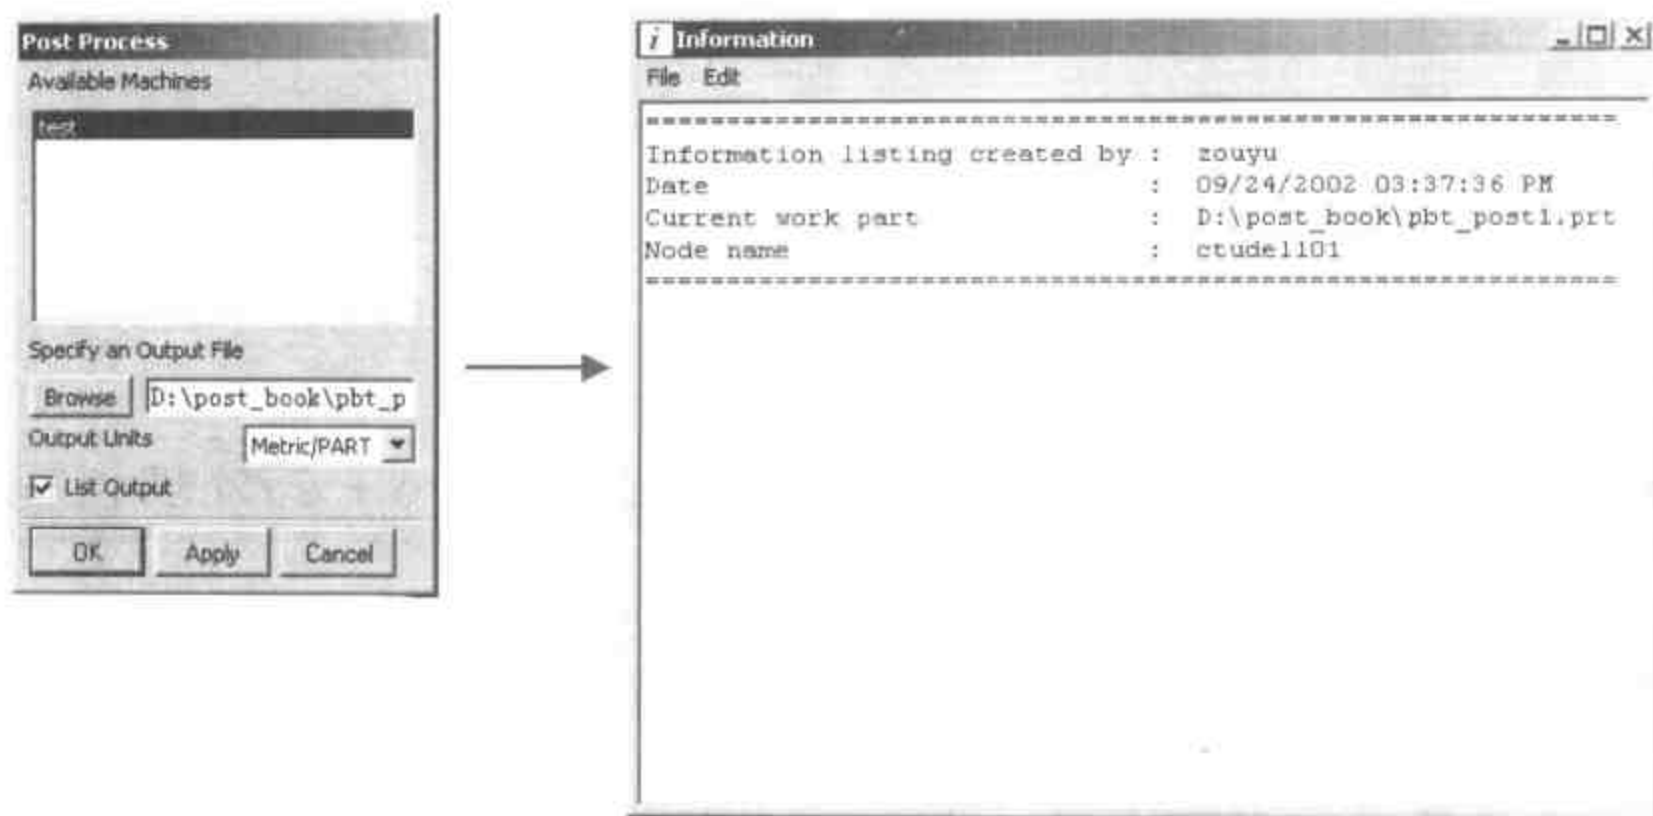 Post Process
Available Machines
test
Specify an Output File
Browse D:\post_book\pbt_p
Output Units Metric/PART
List Output
OK Apply Cancel
i Information
File Edit
============================================================
Information listing created by : zouyu
Date : 09/24/2002 03:37:36 PM
Current work part : D:\post_book\pbt_post1.prt
Node name : ctudell01
============================================================